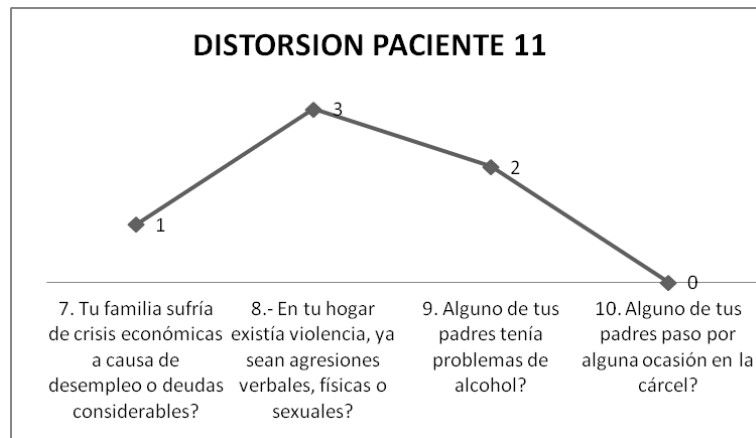 DISTORSION PACIENTE 11
3
2
1
0
7. Tu familia sufría
de crisis económicas
a causa de
desempleo o deudas
considerables?
8.- En tu hogar
existía violencia, ya
sean agresiones
verbales, físicas o
sexuales?
9. Alguno de tus
padres tenía
problemas de
alcohol?
10. Alguno de tus
padres paso por
alguna ocasión en la
cárcel?